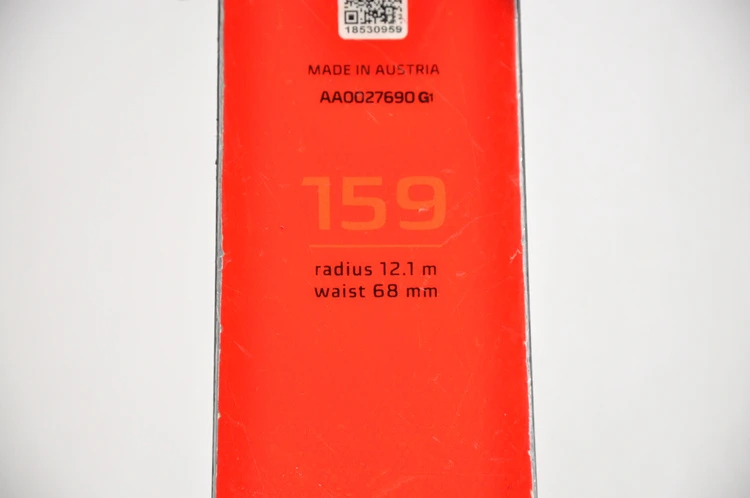 18530959
MADE IN AUSTRIA
AA0027690 G1
159
radius 12.1 m
waist 68 mm